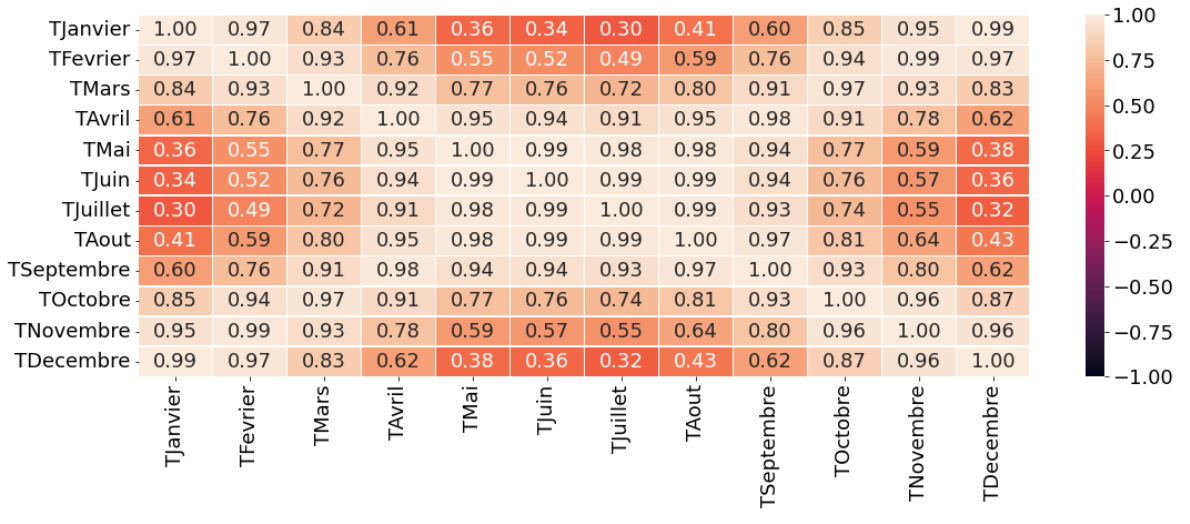 TJanvier 1.00 0.97 0.84 0.61 0.36 0.34 0.30 0.41 0.60 0.85 0.95 0.99
TFevrier 0.97 1.00 0.93 0.76 0.55 0.52 0.49 0.59 0.76 0.94 0.99 0.97
TMars 0.84 0.93 1.00 0.92 0.77 0.76 0.72 0.80 0.91 0.97 0.93 0.83
TAvril 0.61 0.76 0.92 1.00 0.95 0.94 0.91 0.95 0.98 0.91 0.78 0.62
TMai 0.36 0.55 0.77 0.95 1.00 0.99 0.98 0.98 0.94 0.77 0.59 0.38
TJuin 0.34 0.52 0.76 0.94 0.99 1.00 0.99 0.99 0.94 0.76 0.57 0.36
TJuillet 0.30 0.49 0.72 0.91 0.98 0.99 1.00 0.99 0.93 0.74 0.55 0.32
TAout 0.41 0.59 0.80 0.95 0.98 0.99 0.99 1.00 0.97 0.81 0.64 0.43
TSeptembre 0.60 0.76 0.91 0.98 0.94 0.94 0.93 0.97 1.00 0.93 0.80 0.62
TOctobre 0.85 0.94 0.97 0.91 0.77 0.76 0.74 0.81 0.93 1.00 0.96 0.87
TNovembre 0.95 0.99 0.93 0.78 0.59 0.57 0.55 0.64 0.80 0.96 1.00 0.96
TDecembre 0.99 0.97 0.83 0.62 0.38 0.36 0.32 0.43 0.62 0.87 0.96 1.00
TJanvier
TFevrier
TMars
TAvril
TMai
TJuin
TJuillet
TAout
TSeptembre
TOctobre
TNovembre
TDecembre
1.00
0.75
0.50
0.25
0.00
−0.25
−0.50
−0.75
−1.00